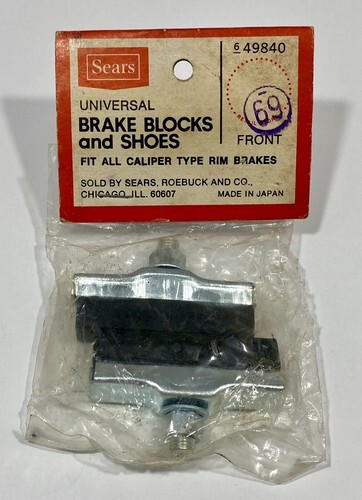 Sears
6 49840
69
UNIVERSAL
BRAKE BLOCKS
and SHOES
FRONT
FIT ALL CALIPER TYPE RIM BRAKES
SOLD BY SEARS, ROEBUCK AND CO.,
CHICAGO, ILL. 60607
MADE IN JAPAN